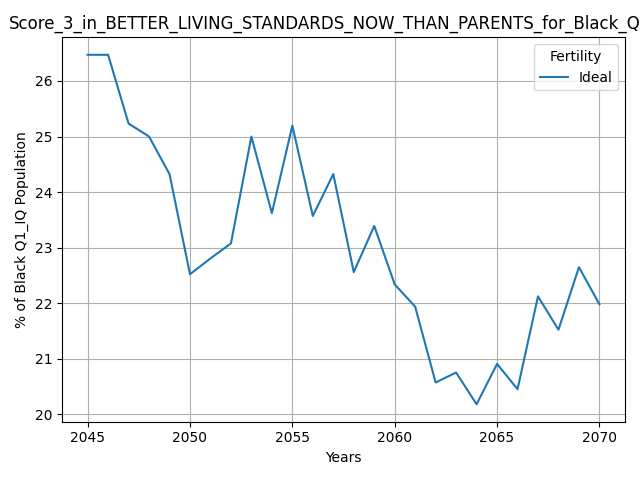 Score_3_in_BETTER_LIVING_STANDARDS_NOW_THAN_PARENTS_for_Black_Q
Fertility
Ideal
% of Black Q1_IQ Population
26
25
24
23
22
21
20
2045
2050
2055
2060
2065
2070
Years